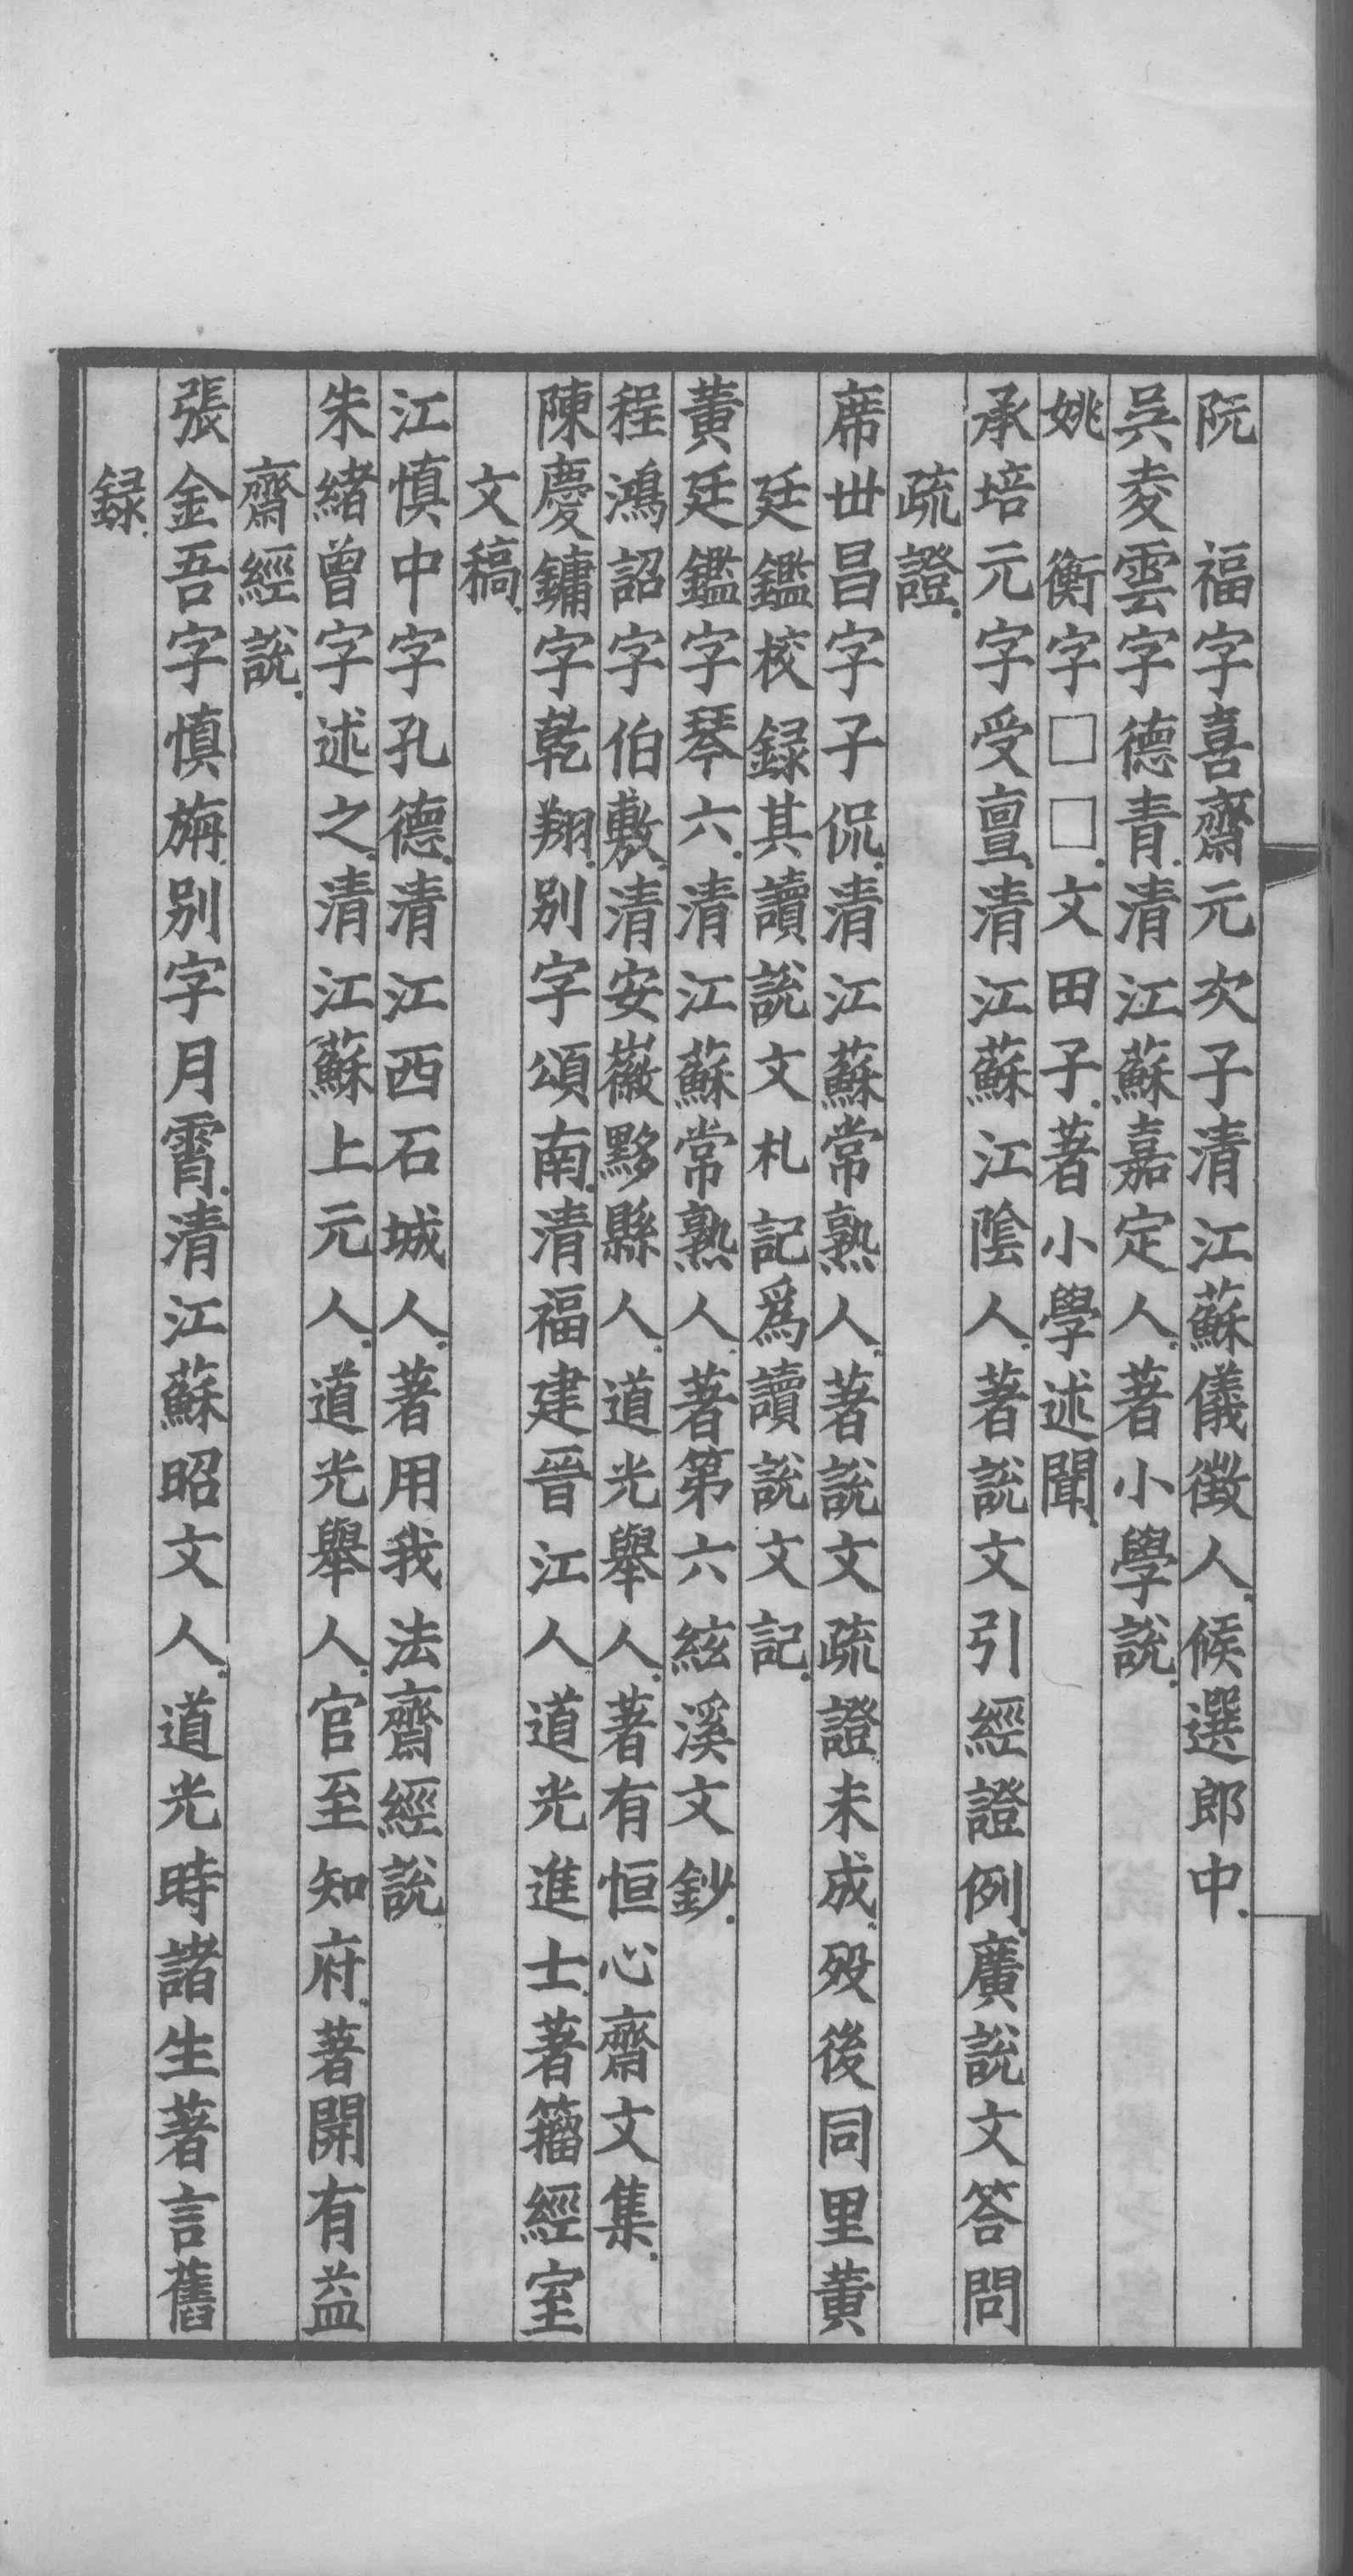 阮　福字喜齋元次子清江蘇儀徵人.候選郎中.
吳夌雲字德青.清江蘇嘉定人.著小學說.
姚　衡字□□.文田子.著小學述聞.
承培元字受亶.清江蘇江陰人.著說文引經證例.廣說文答問
疏證.
席世昌字子侃.清江蘇常熟人.著說文疏證未成.歿後同里黄
廷鑑校録其讀說文札記爲讀說文記.
黄廷鑑字琴六.清江蘇常熟人.著第六絃溪文鈔.
程鴻詔字伯敷.清安徽黟縣人.道光舉人.著有恒心齋文集.
陳慶鏞字乾翔.别字頌南.清福建晉江人.道光進士.著籀經室
文稿.
江慎中字孔德.清江西石城人.著用我法齋經說.
朱緒曾字述之.清江蘇上元人.道光舉人.官至知府.著開有益
齋經說.
張金吾字慎旃.别字月霄.清江蘇昭文人.道光時諸生著言舊
録.